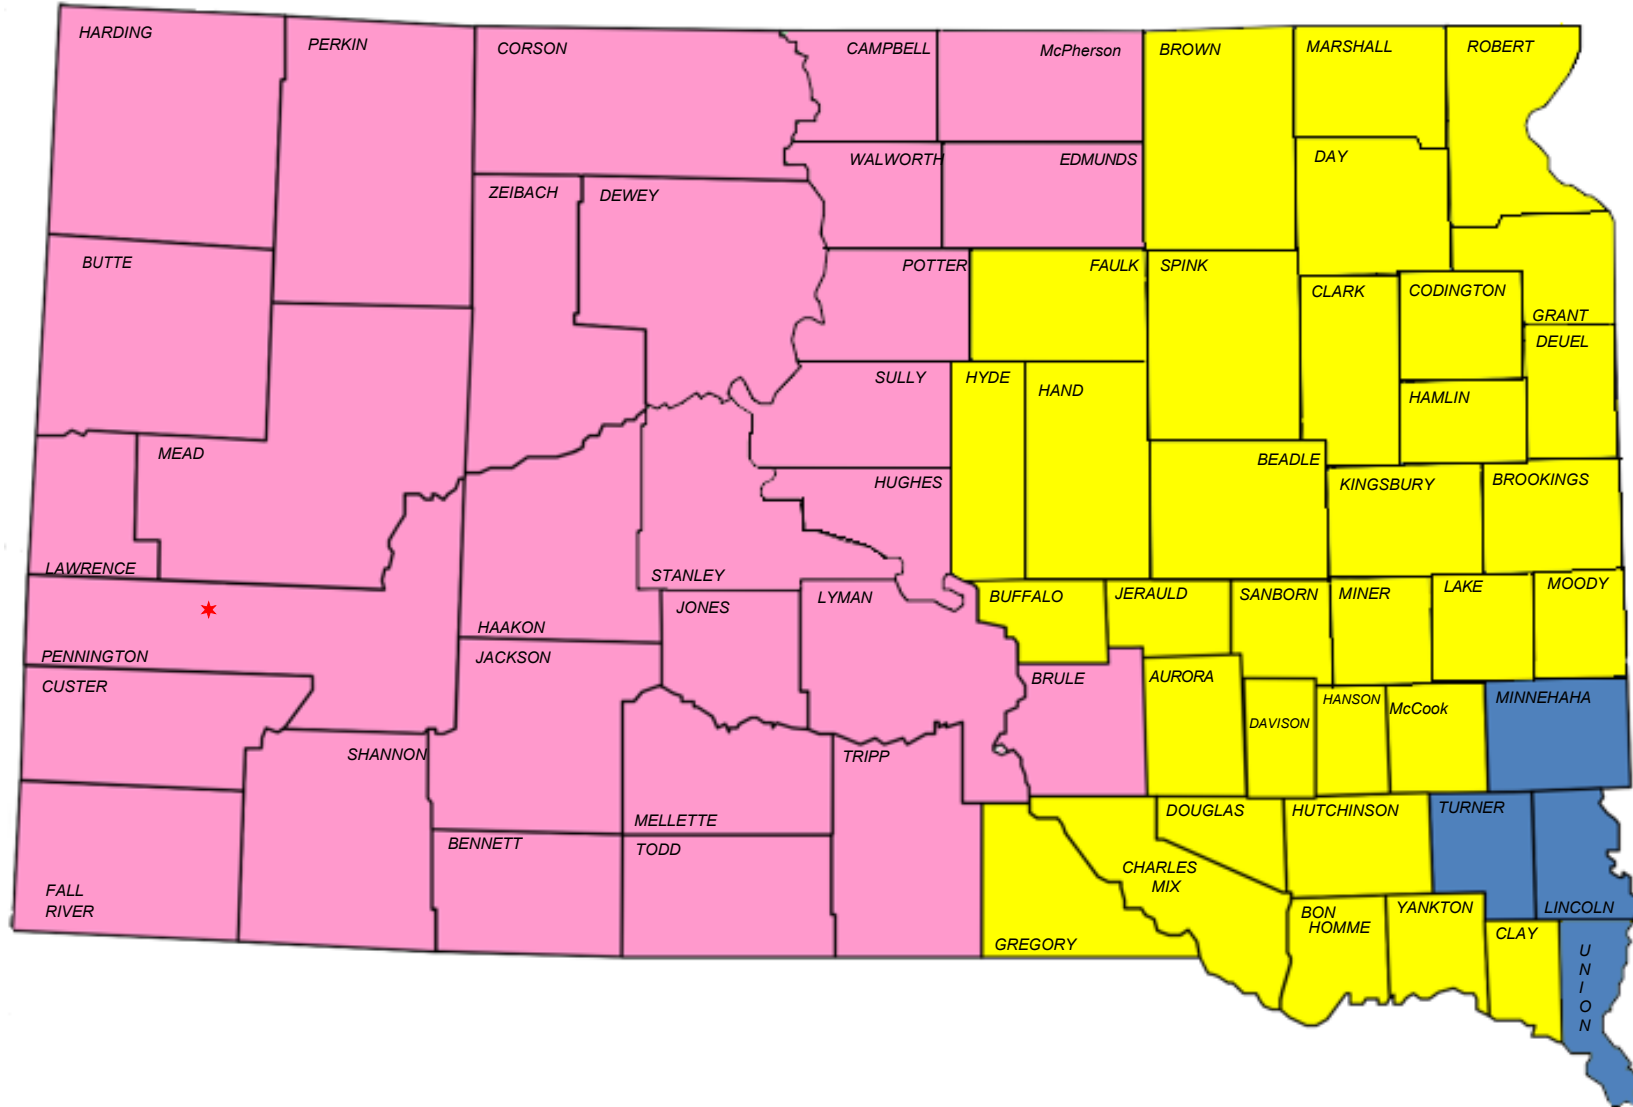 HARDING
PERKIN
CORSON
CAMPBELL
McPherson
BROWN
MARSHALL
ROBERT
WALWORTH
EDMUNDS
DAY
ZEIBACH
DEWEY
BUTTE
POTTER
FAULK
SPINK
CLARK
CODINGTON
GRANT
DEUEL
SULLY
HYDE
HAND
HAMLIN
MEAD
BEADLE
HUGHES
KINGSBURY
BROOKINGS
LAWRENCE
STANLEY
JONES
LYMAN
BUFFALO
JERAULD
SANBORN
MINER
LAKE
MOODY
HAAKON
PENNINGTON
JACKSON
CUSTER
BRULE
AURORA
DAVISON
HANSON
McCook
MINNEHAHA
SHANNON
TRIPP
MELLETTE
DOUGLAS
HUTCHINSON
TURNER
BENNETT
TODD
CHARLES
MIX
FALL
RIVER
GREGORY
BON
HOMME
YANKTON
LINCOLN
CLAY
U
N
I
O
N